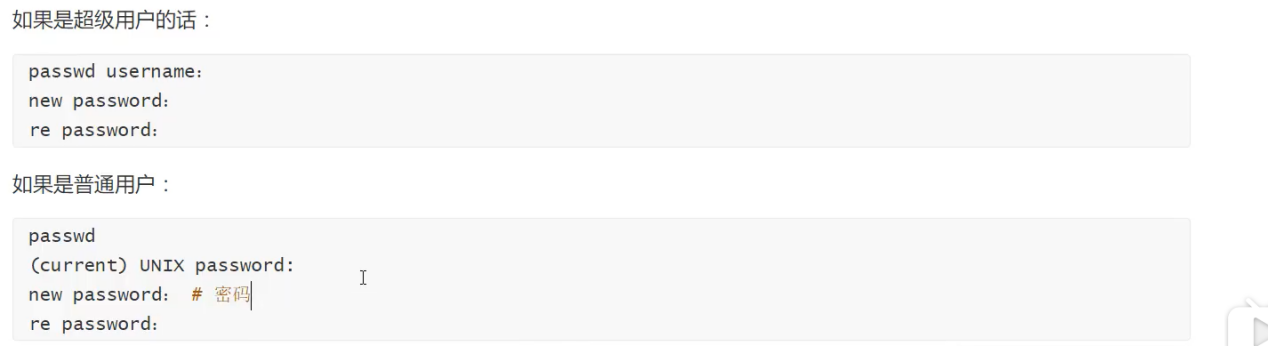 如果是超级用户的话：
passwd username：
new password：
re password：
如果是普通用户：
passwd
(current) UNIX password:
new password： # 密码
re password：